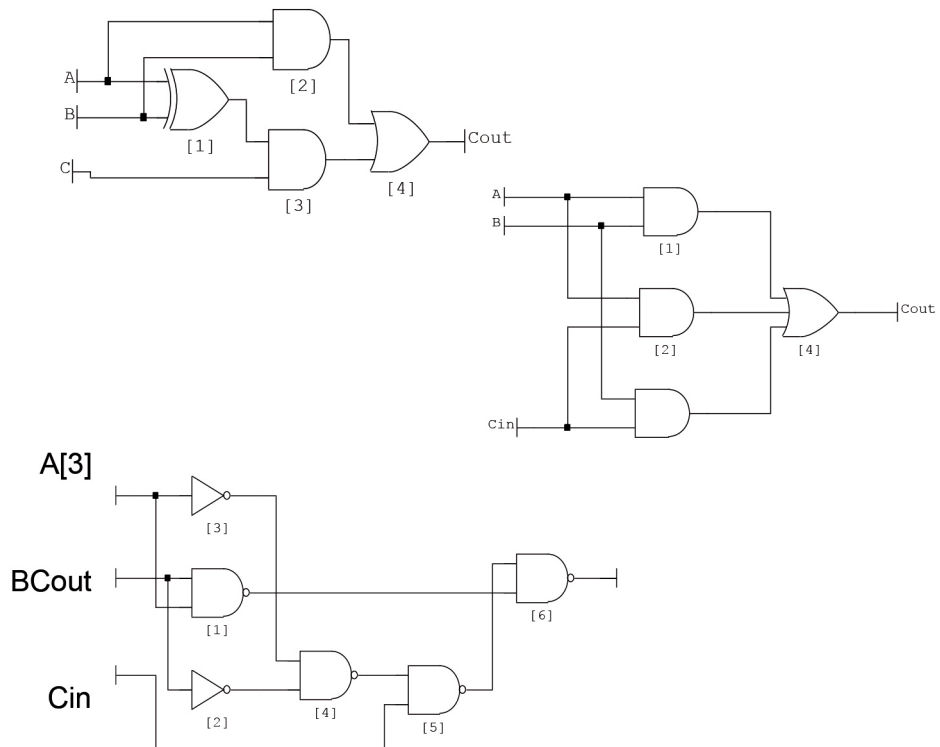 A
B
C
[1]
[2]
[3]
[4]
Cout
A
B
Cin
[1]
[2]
[4]
Cout
A[3]
BCout
Cin
[3]
[1]
[2]
[4]
[5]
[6]